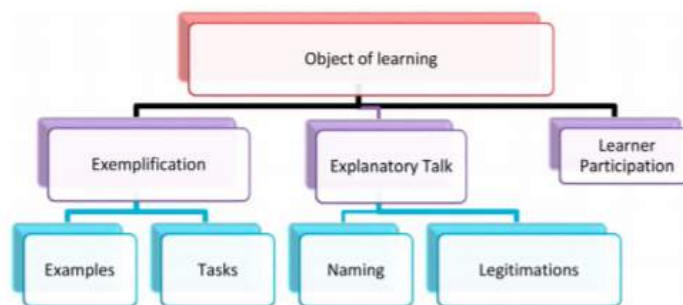 Object of learning
Exemplification
Explanatory Talk
Learner
Participation
Examples
Tasks
Naming
Legitimations